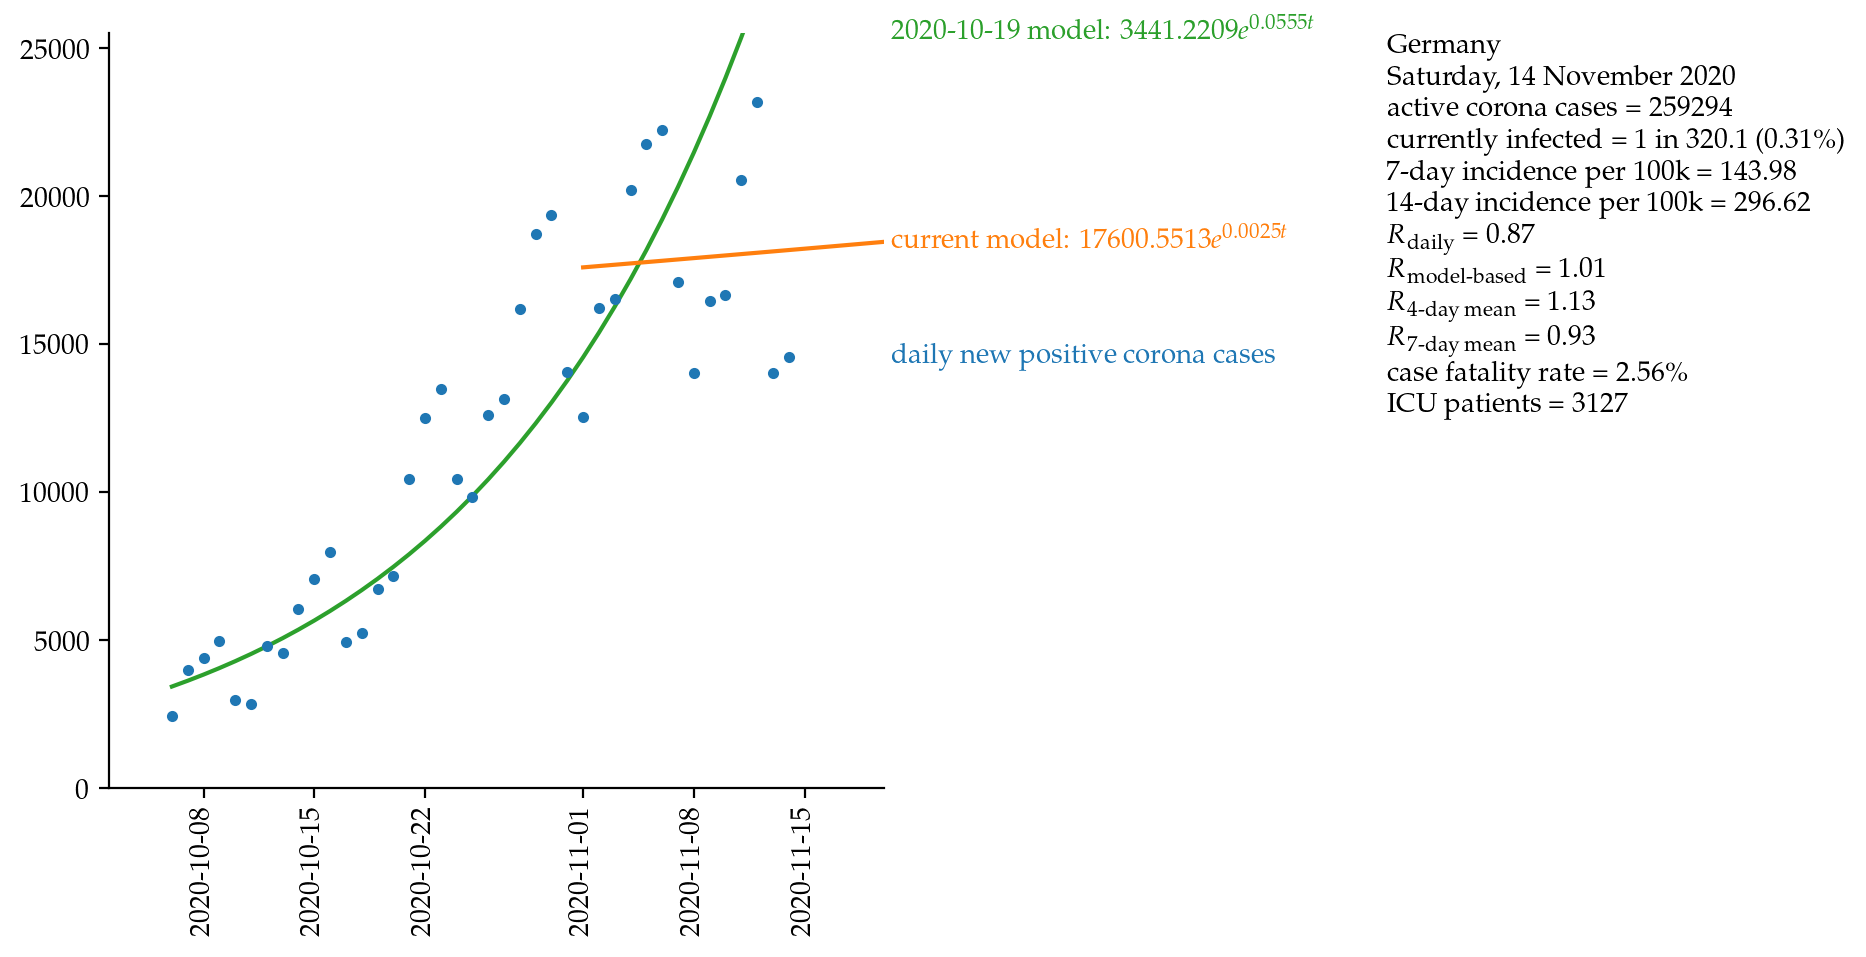 25000
20000
15000
10000
5000
0
2020-10-08
2020-10-15
2020-10-22
2020-11-01
2020-11-08
2020-11-15
2020-10-19 model: 3441.2209e^0.0555t
current model: 17600.5513e^0.0025t
daily new positive corona cases
Germany
Saturday, 14 November 2020
active corona cases = 259294
currently infected = 1 in 320.1 (0.31%)
7-day incidence per 100k = 143.98
14-day incidence per 100k = 296.62
R_daily = 0.87
R_model-based = 1.01
R_4-day mean = 1.13
R_7-day mean = 0.93
case fatality rate = 2.56%
ICU patients = 3127